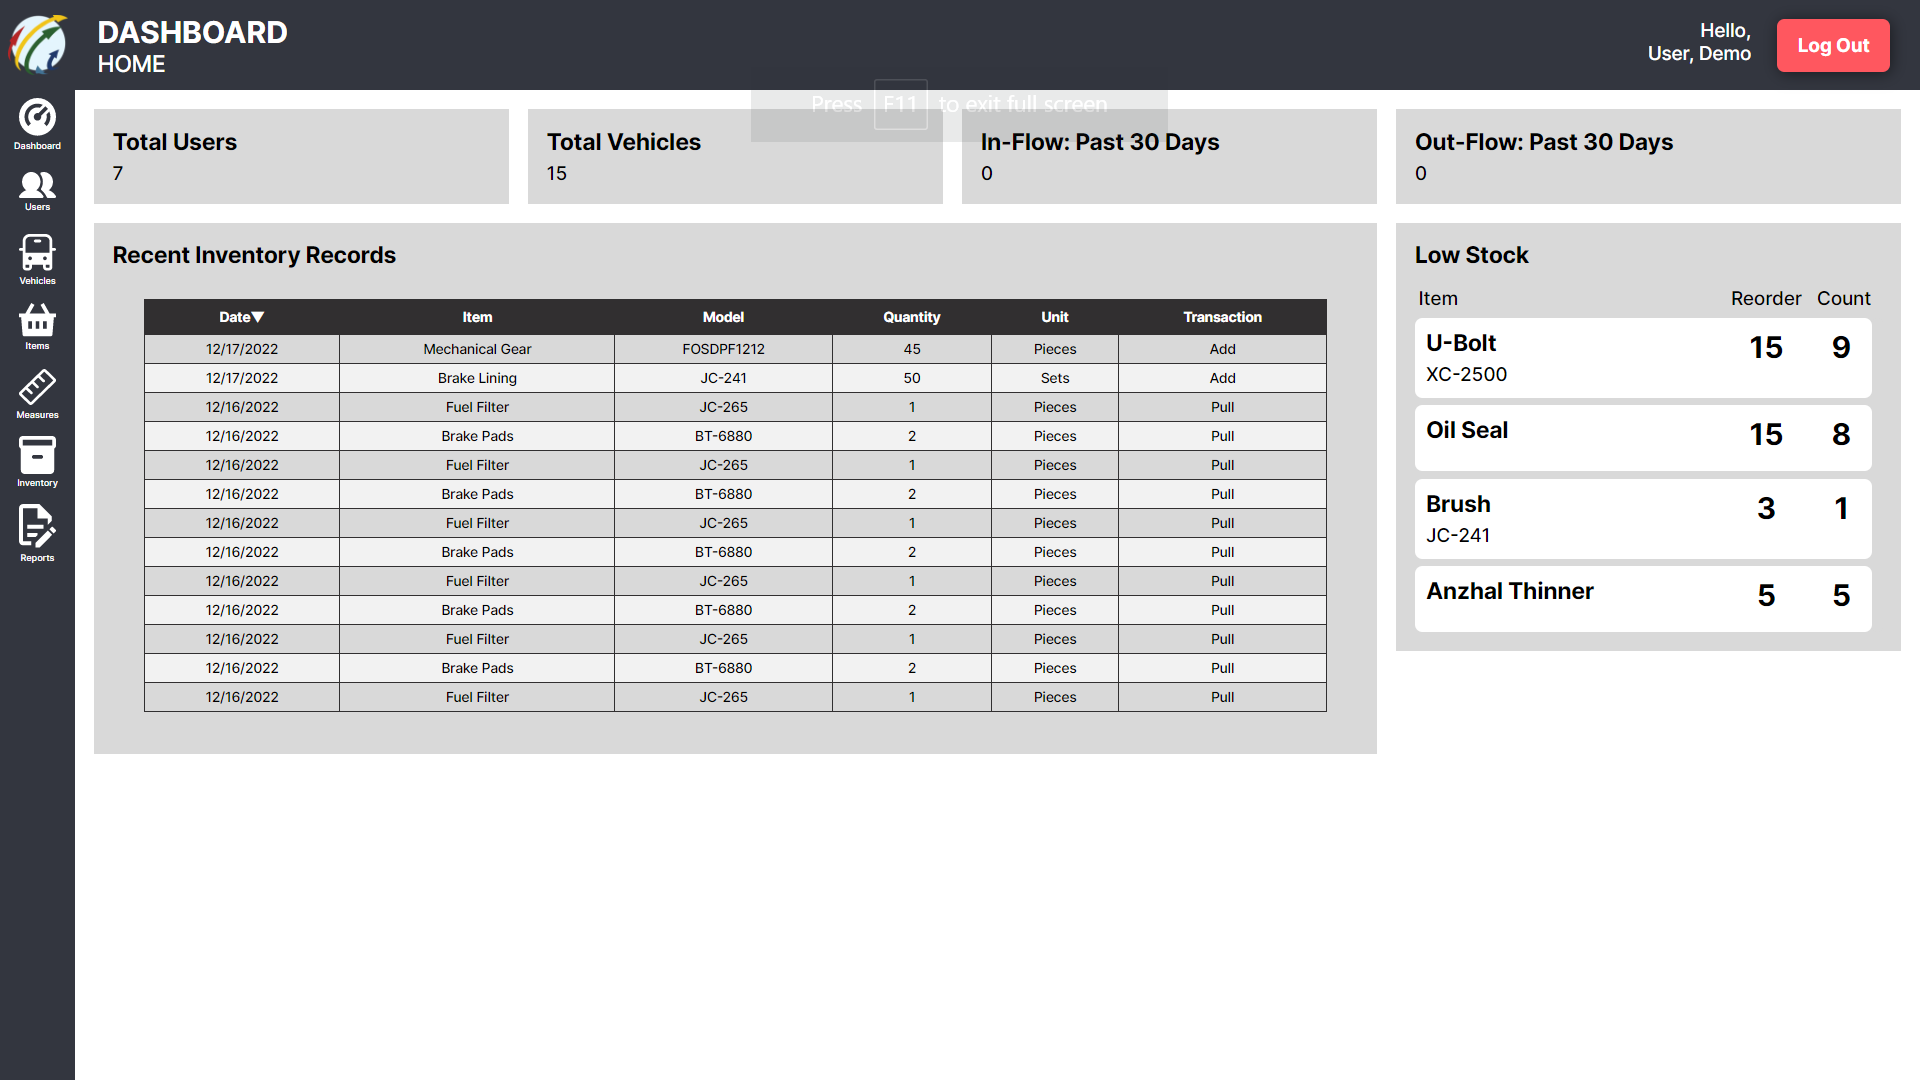 DASHBOARD
HOME
Hello,
User, Demo
Log Out
Press F11 to exit full screen
Dashboard
Users
Vehicles
Items
Measures
Inventory
Reports
Total Users
7
Total Vehicles
15
In-Flow: Past 30 Days
0
Out-Flow: Past 30 Days
0
Recent Inventory Records
Date▼ Item Model Quantity Unit Transaction
12/17/2022 Mechanical Gear FOSDPF1212 45 Pieces Add
12/17/2022 Brake Lining JC-241 50 Sets Add
12/16/2022 Fuel Filter JC-265 1 Pieces Pull
12/16/2022 Brake Pads BT-6880 2 Pieces Pull
12/16/2022 Fuel Filter JC-265 1 Pieces Pull
12/16/2022 Brake Pads BT-6880 2 Pieces Pull
12/16/2022 Fuel Filter JC-265 1 Pieces Pull
12/16/2022 Brake Pads BT-6880 2 Pieces Pull
12/16/2022 Fuel Filter JC-265 1 Pieces Pull
12/16/2022 Brake Pads BT-6880 2 Pieces Pull
12/16/2022 Fuel Filter JC-265 1 Pieces Pull
12/16/2022 Brake Pads BT-6880 2 Pieces Pull
12/16/2022 Fuel Filter JC-265 1 Pieces Pull
Low Stock
Item Reorder Count
U-Bolt 15 9
XC-2500
Oil Seal 15 8
Brush 3 1
JC-241
Anzhal Thinner 5 5